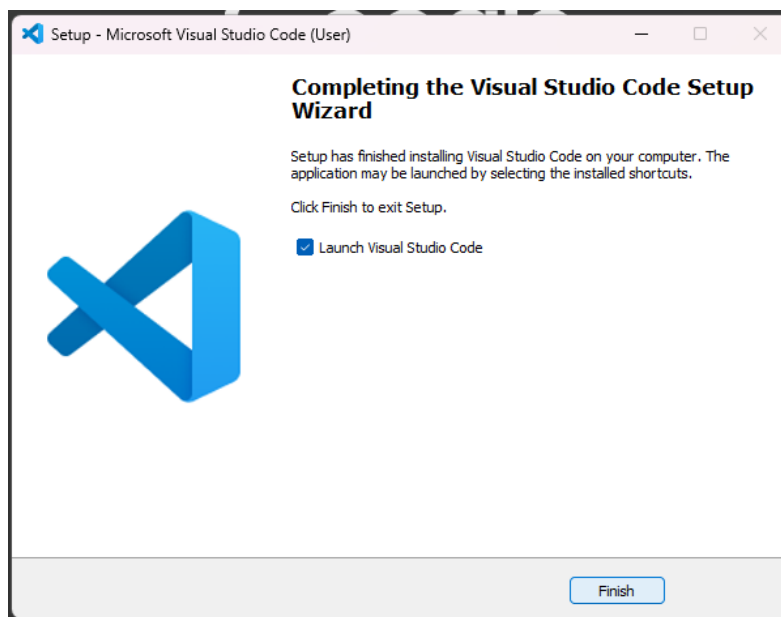 Setup - Microsoft Visual Studio Code (User)
Completing the Visual Studio Code Setup
Wizard
Setup has finished installing Visual Studio Code on your computer. The
application may be launched by selecting the installed shortcuts.
Click Finish to exit Setup.
Launch Visual Studio Code
Finish